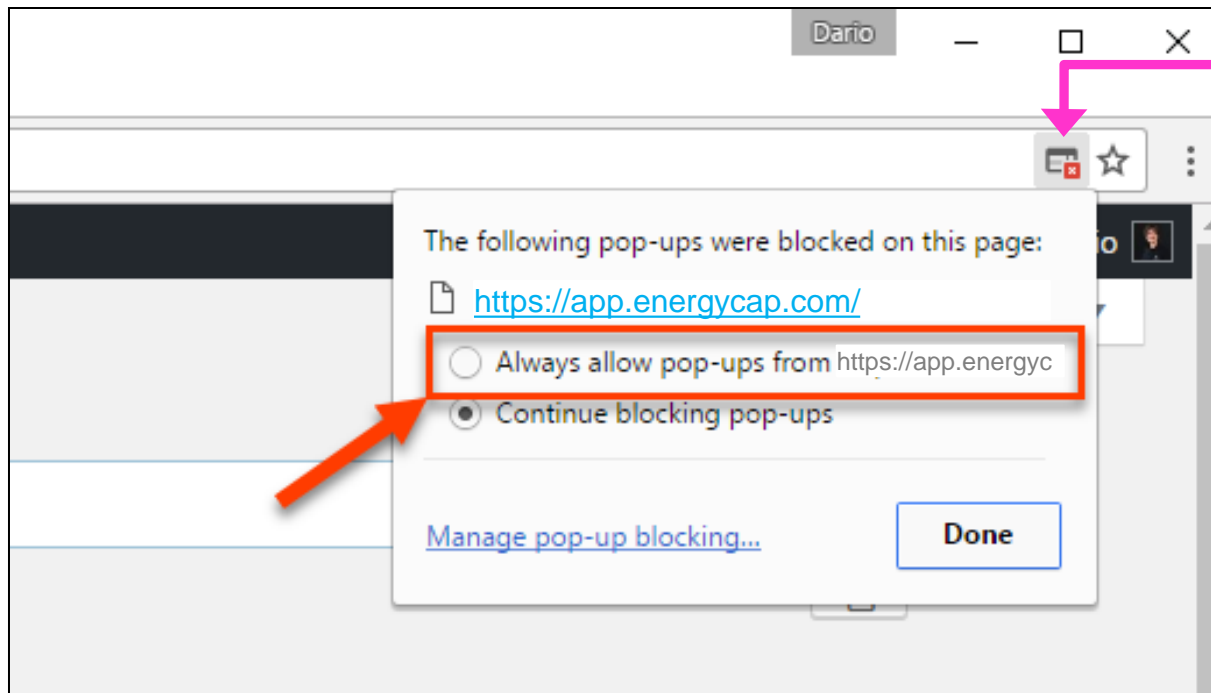 Dario
The following pop-ups were blocked on this page:
io
https://app.energycap.com/
Always allow pop-ups from https://app.energyc
Continue blocking pop-ups
Manage pop-up blocking...
Done